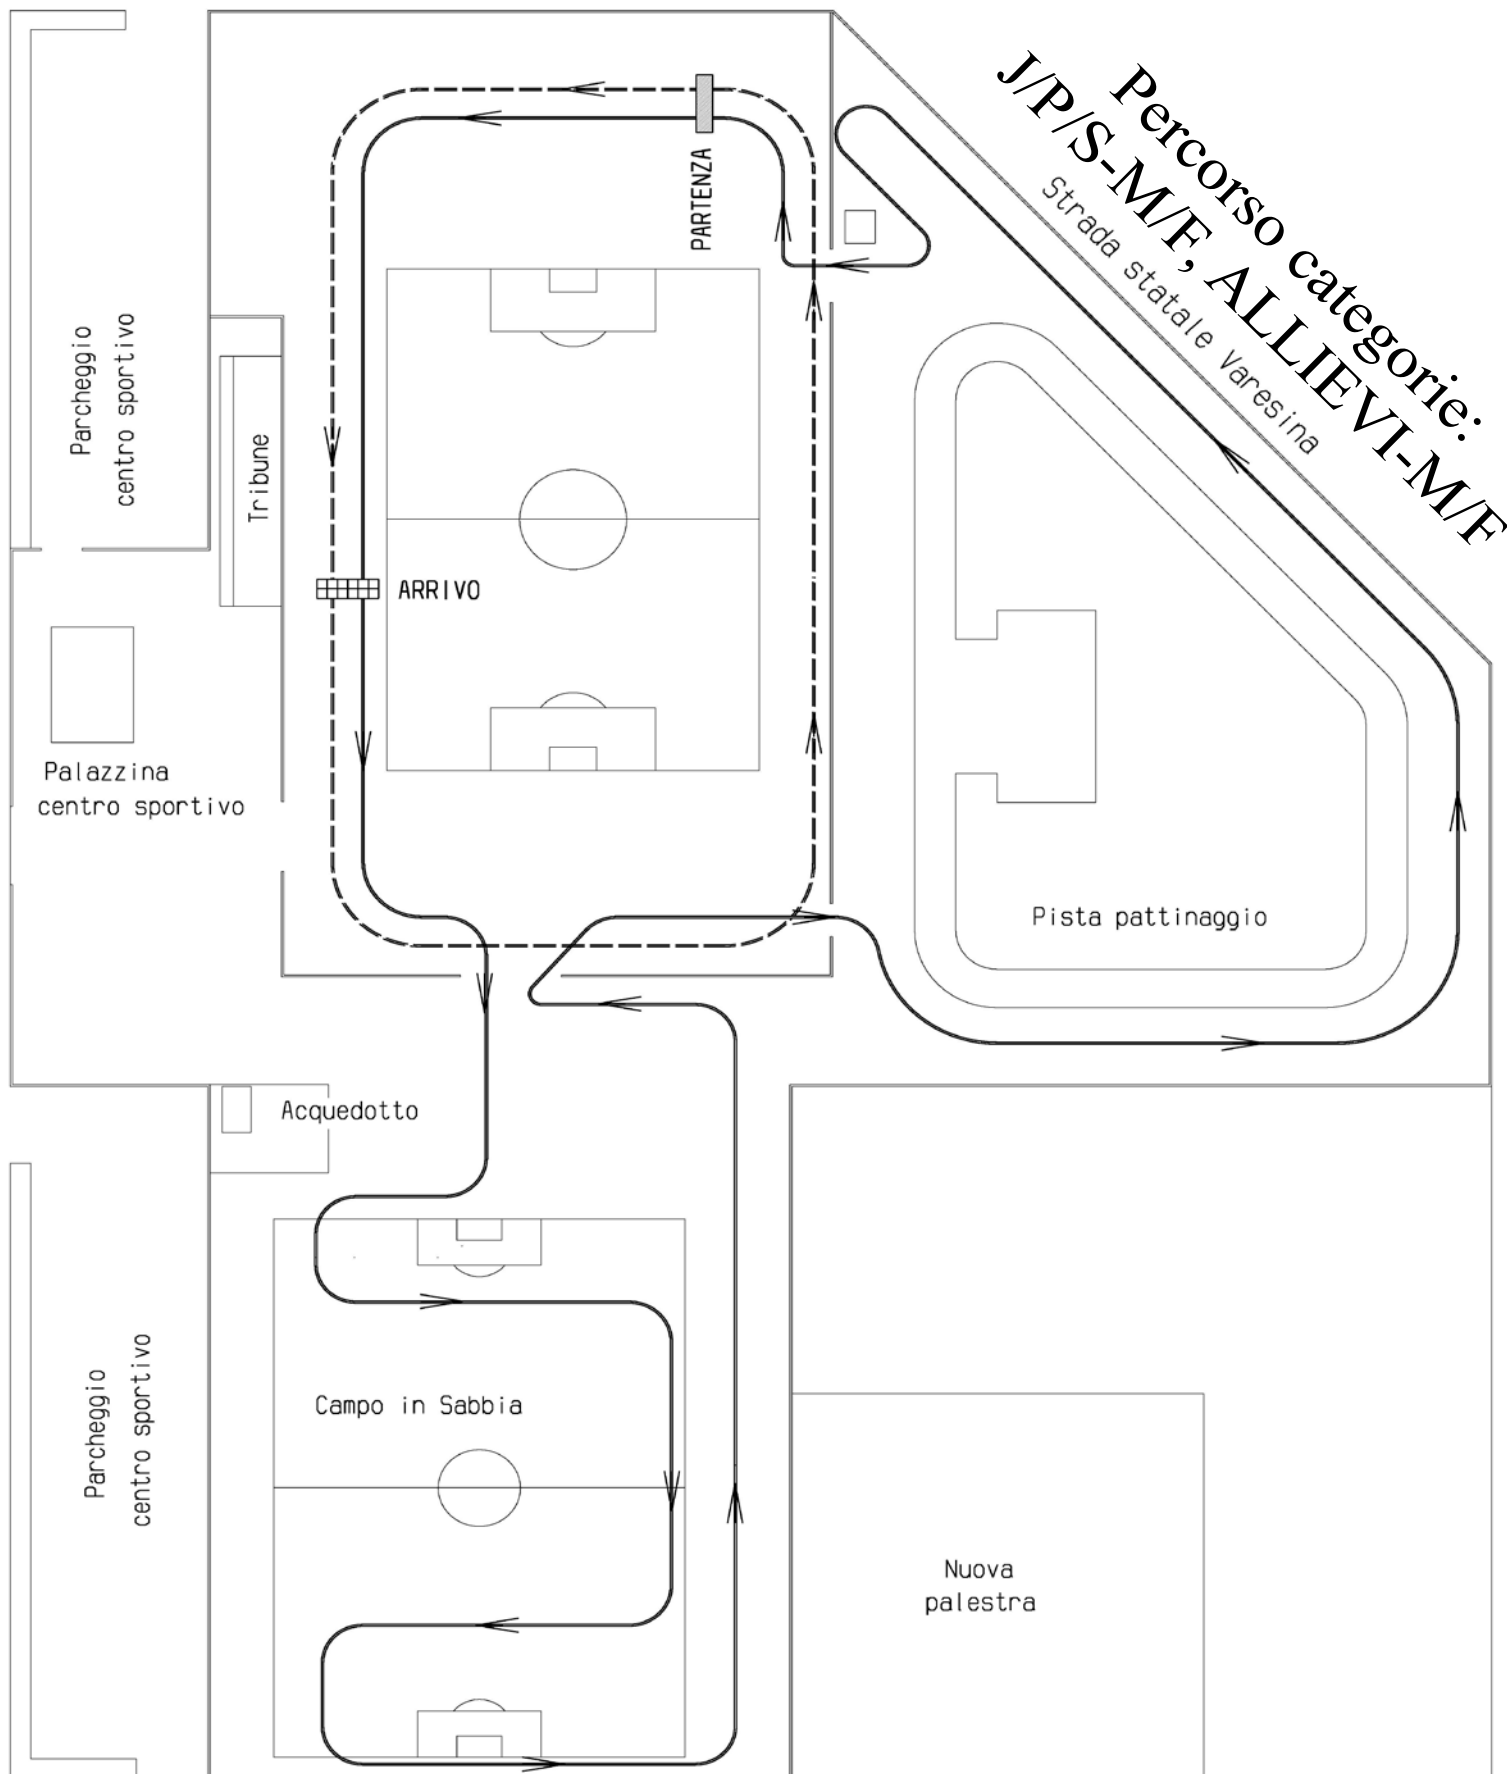 Percorso categorie:
J/P/S-M/F, ALLIEVI-M/F
Strada statale Varesina
PARTENZA
Parcheggio
centro sportivo
Tribune
ARRIVO
Palazzina
centro sportivo
Pista pattinaggio
Acquedotto
Campo in Sabbia
Parcheggio
centro sportivo
Nuova
palestra